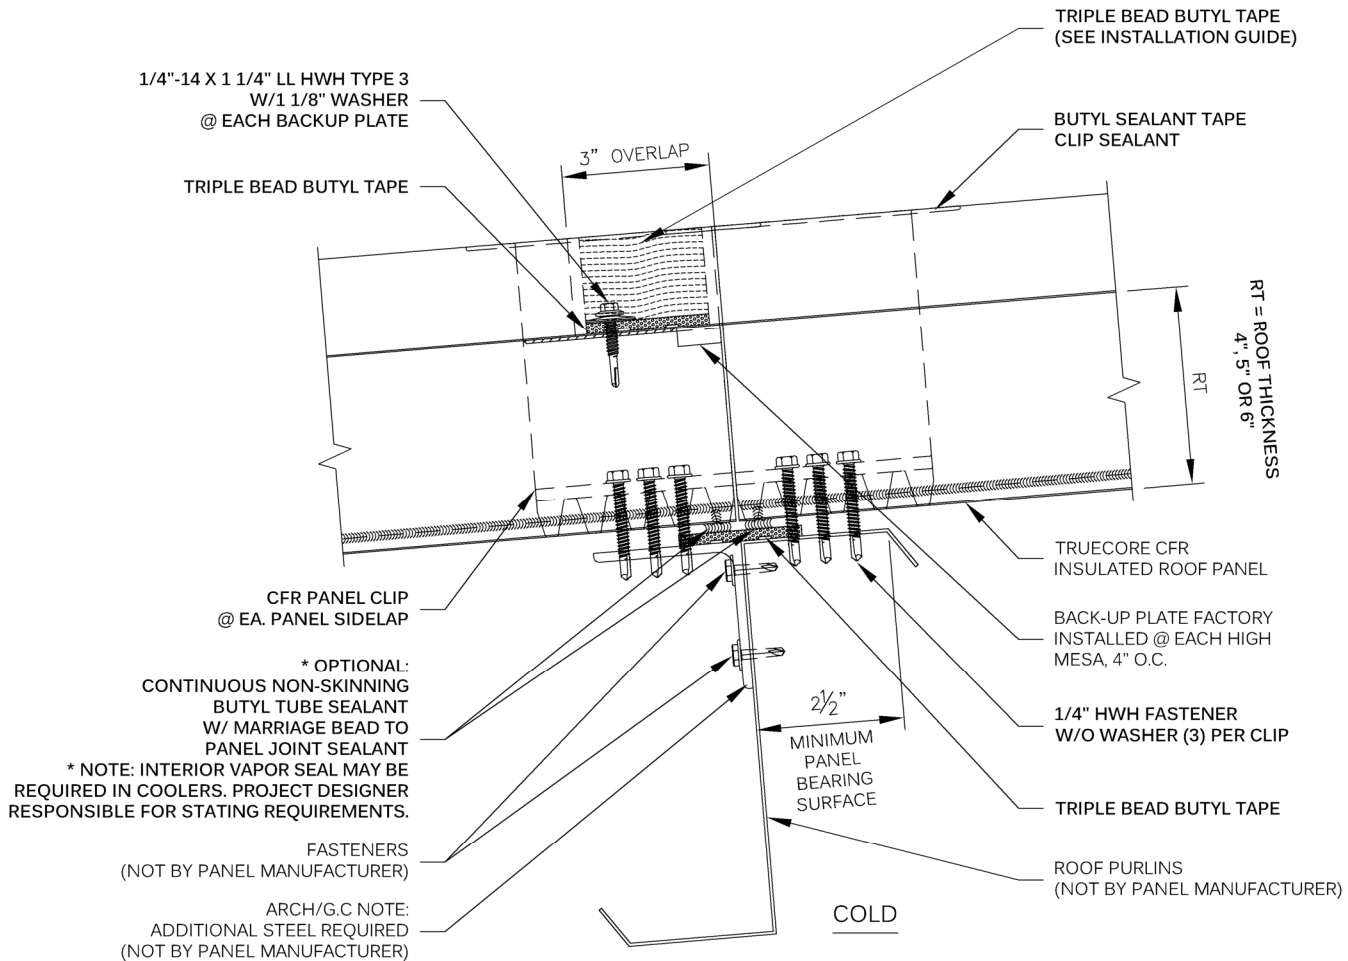 TRIPLE BEAD BUTYL TAPE
(SEE INSTALLATION GUIDE)
1/4"-14 X 1 1/4" LL HWH TYPE 3
W/1 1/8" WASHER
@ EACH BACKUP PLATE
BUTYL SEALANT TAPE
CLIP SEALANT
3" OVERLAP
TRIPLE BEAD BUTYL TAPE
RT = ROOF THICKNESS
4", 5" OR 6"
RT
TRUECORE CFR
INSULATED ROOF PANEL
CFR PANEL CLIP
@ EA. PANEL SIDELAP
BACK-UP PLATE FACTORY
INSTALLED @ EACH HIGH
MESA, 4" O.C.
* OPTIONAL:
CONTINUOUS NON-SKINNING
BUTYL TUBE SEALANT
W/ MARRIAGE BEAD TO
PANEL JOINT SEALANT
* NOTE: INTERIOR VAPOR SEAL MAY BE
REQUIRED IN COOLERS. PROJECT DESIGNER
RESPONSIBLE FOR STATING REQUIREMENTS.
2½"
MINIMUM
PANEL
BEARING
SURFACE
1/4" HWH FASTENER
W/O WASHER (3) PER CLIP
TRIPLE BEAD BUTYL TAPE
FASTENERS
(NOT BY PANEL MANUFACTURER)
ROOF PURLINS
(NOT BY PANEL MANUFACTURER)
ARCH/G.C NOTE:
ADDITIONAL STEEL REQUIRED
(NOT BY PANEL MANUFACTURER)
COLD